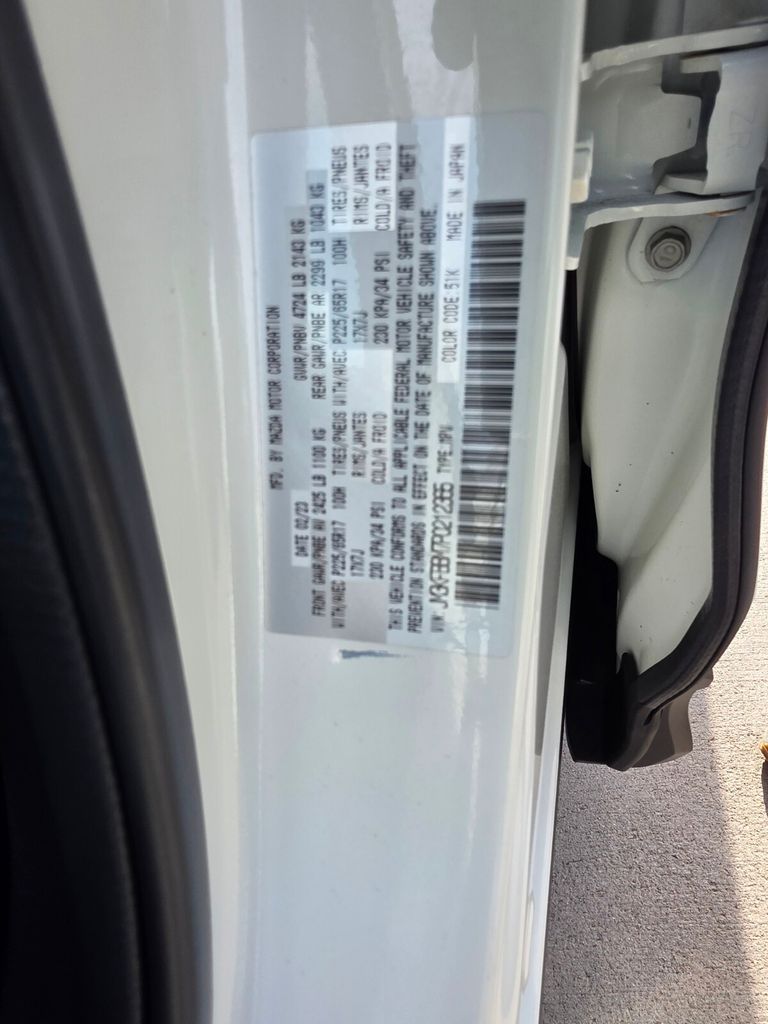 MFD. BY MAZDA MOTOR CORPORATION
DATE 02/23 GVWR/PNBV 4724 LB 2143 KG
FRONT GAWR/PNBE AV 2425 LB 1100 KG REAR GAWR/PNBE AR 2299 LB 1043 KG
WITH/AVEC P225/65R17 100H TIRES/PNEUS WITH/AVEC P225/65R17 100H TIRES/PNEUS
17X7J RIMS/JANTES 17X7J RIMS/JANTES
230 KPA/34 PSI COLD/A FROID 230 KPA/34 PSI COLD/A FROID
THIS VEHICLE CONFORMS TO ALL APPLICABLE FEDERAL MOTOR VEHICLE SAFETY AND THEFT
PREVENTION STANDARDS IN EFFECT ON THE DATE OF MANUFACTURE SHOWN ABOVE.
VIN: TYPE:MPV COLOR CODE:51K MADE IN JAPAN